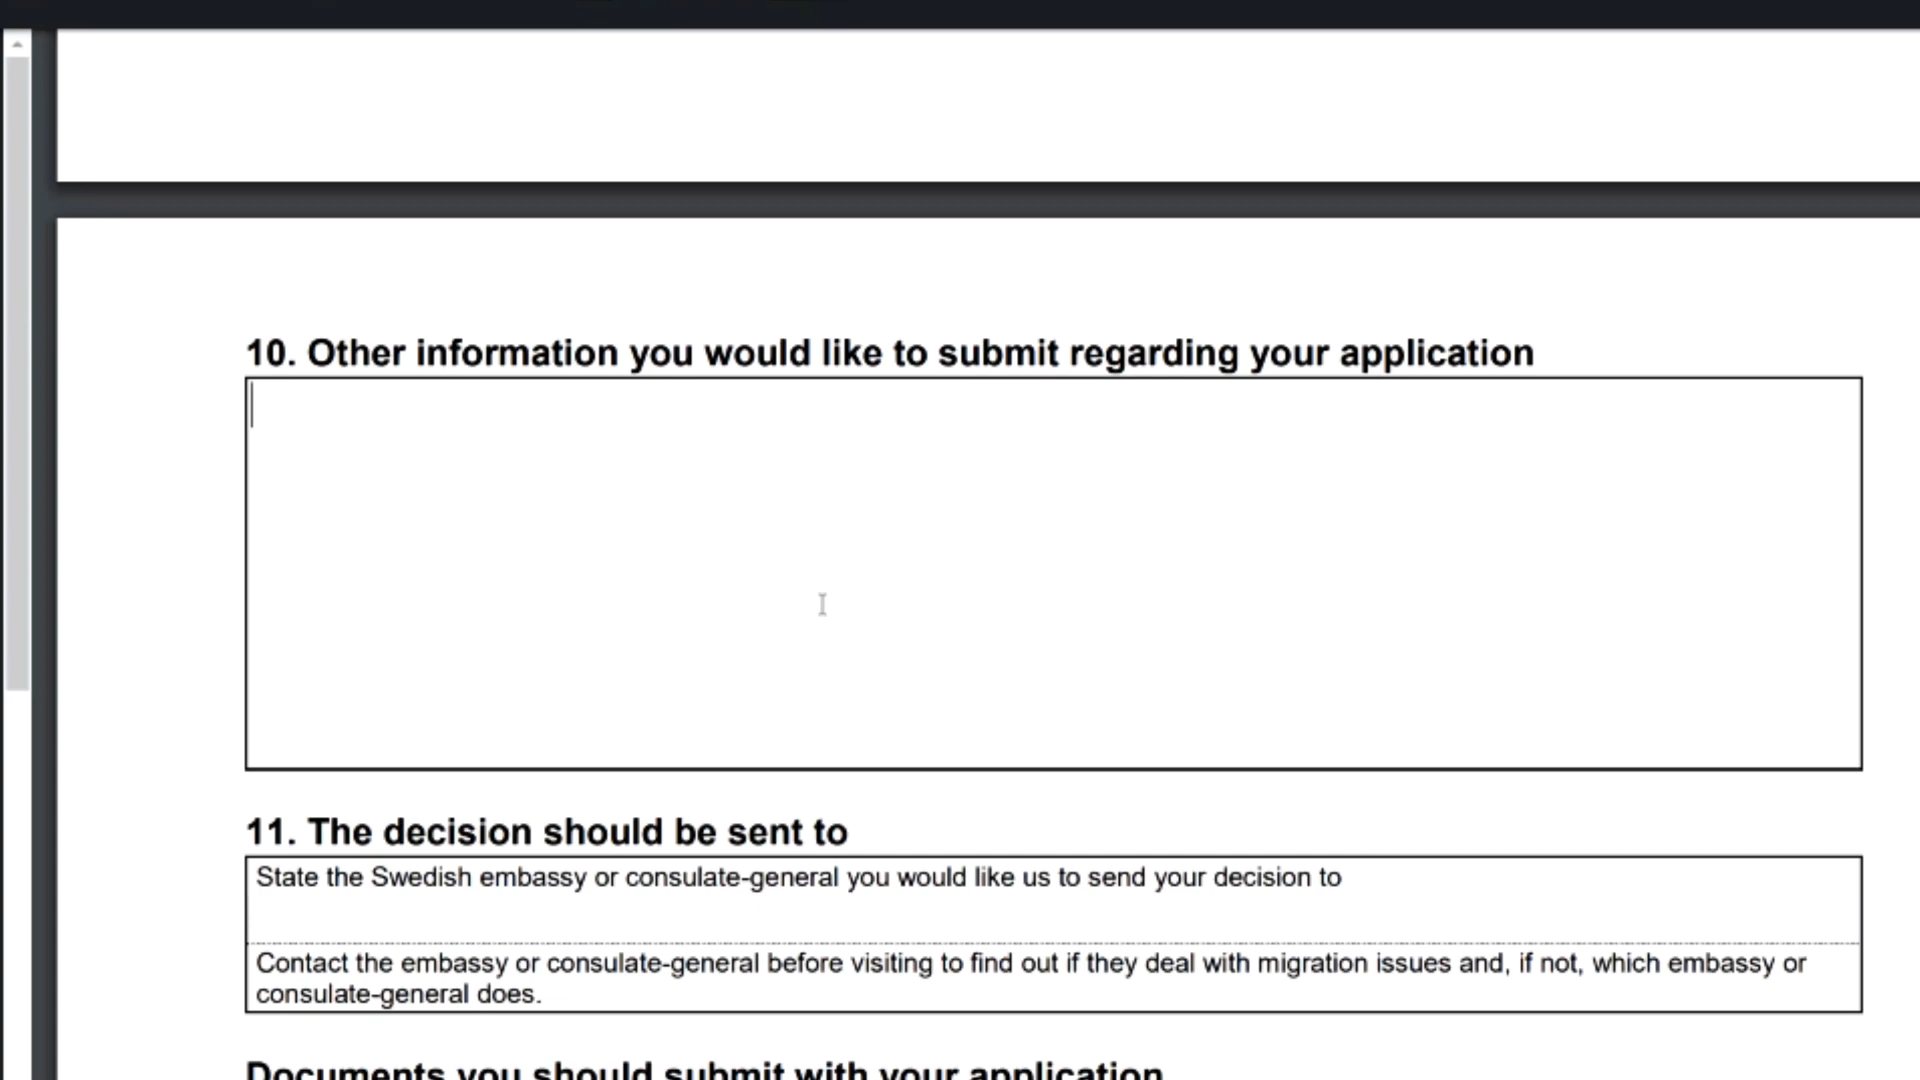 10. Other information you would like to submit regarding your application
11. The decision should be sent to
State the Swedish embassy or consulate-general you would like us to send your decision to
Contact the embassy or consulate-general before visiting to find out if they deal with migration issues and, if not, which embassy or
consulate-general does.
Documents you should submit with your application